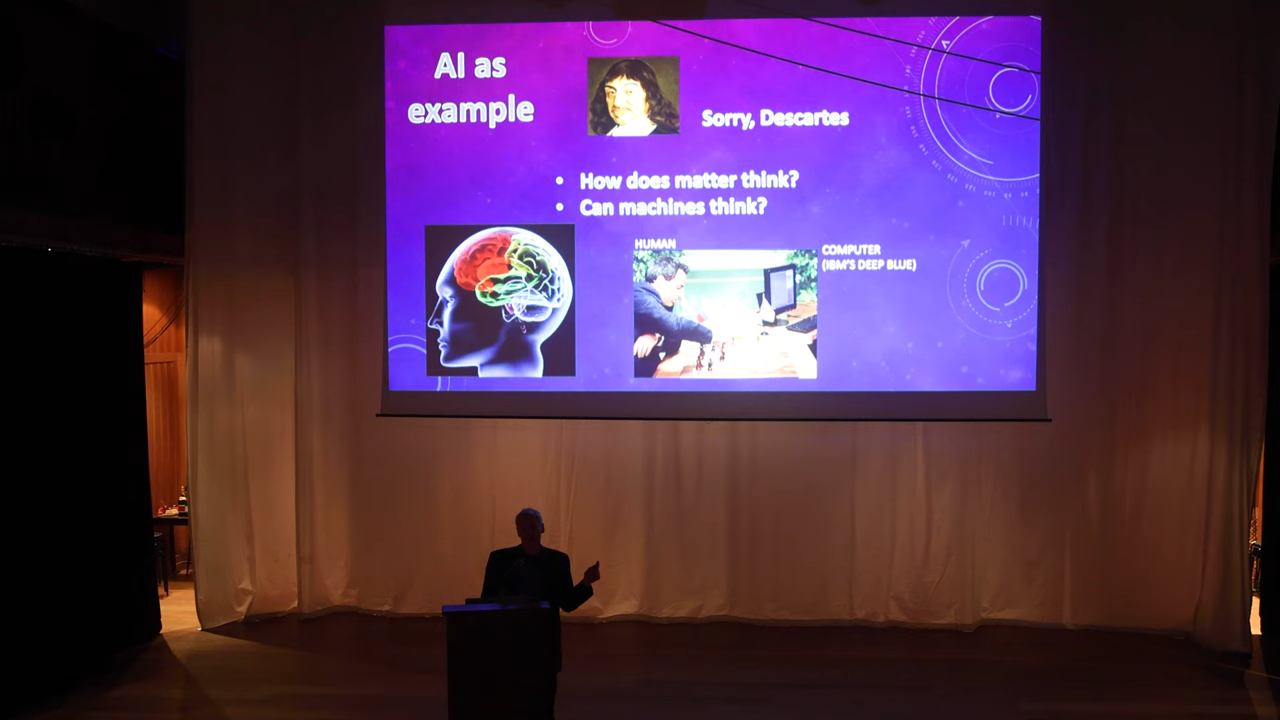 AI as
example
Sorry, Descartes
• How does matter think?
• Can machines think?
HUMAN
COMPUTER
(IBM'S DEEP BLUE)